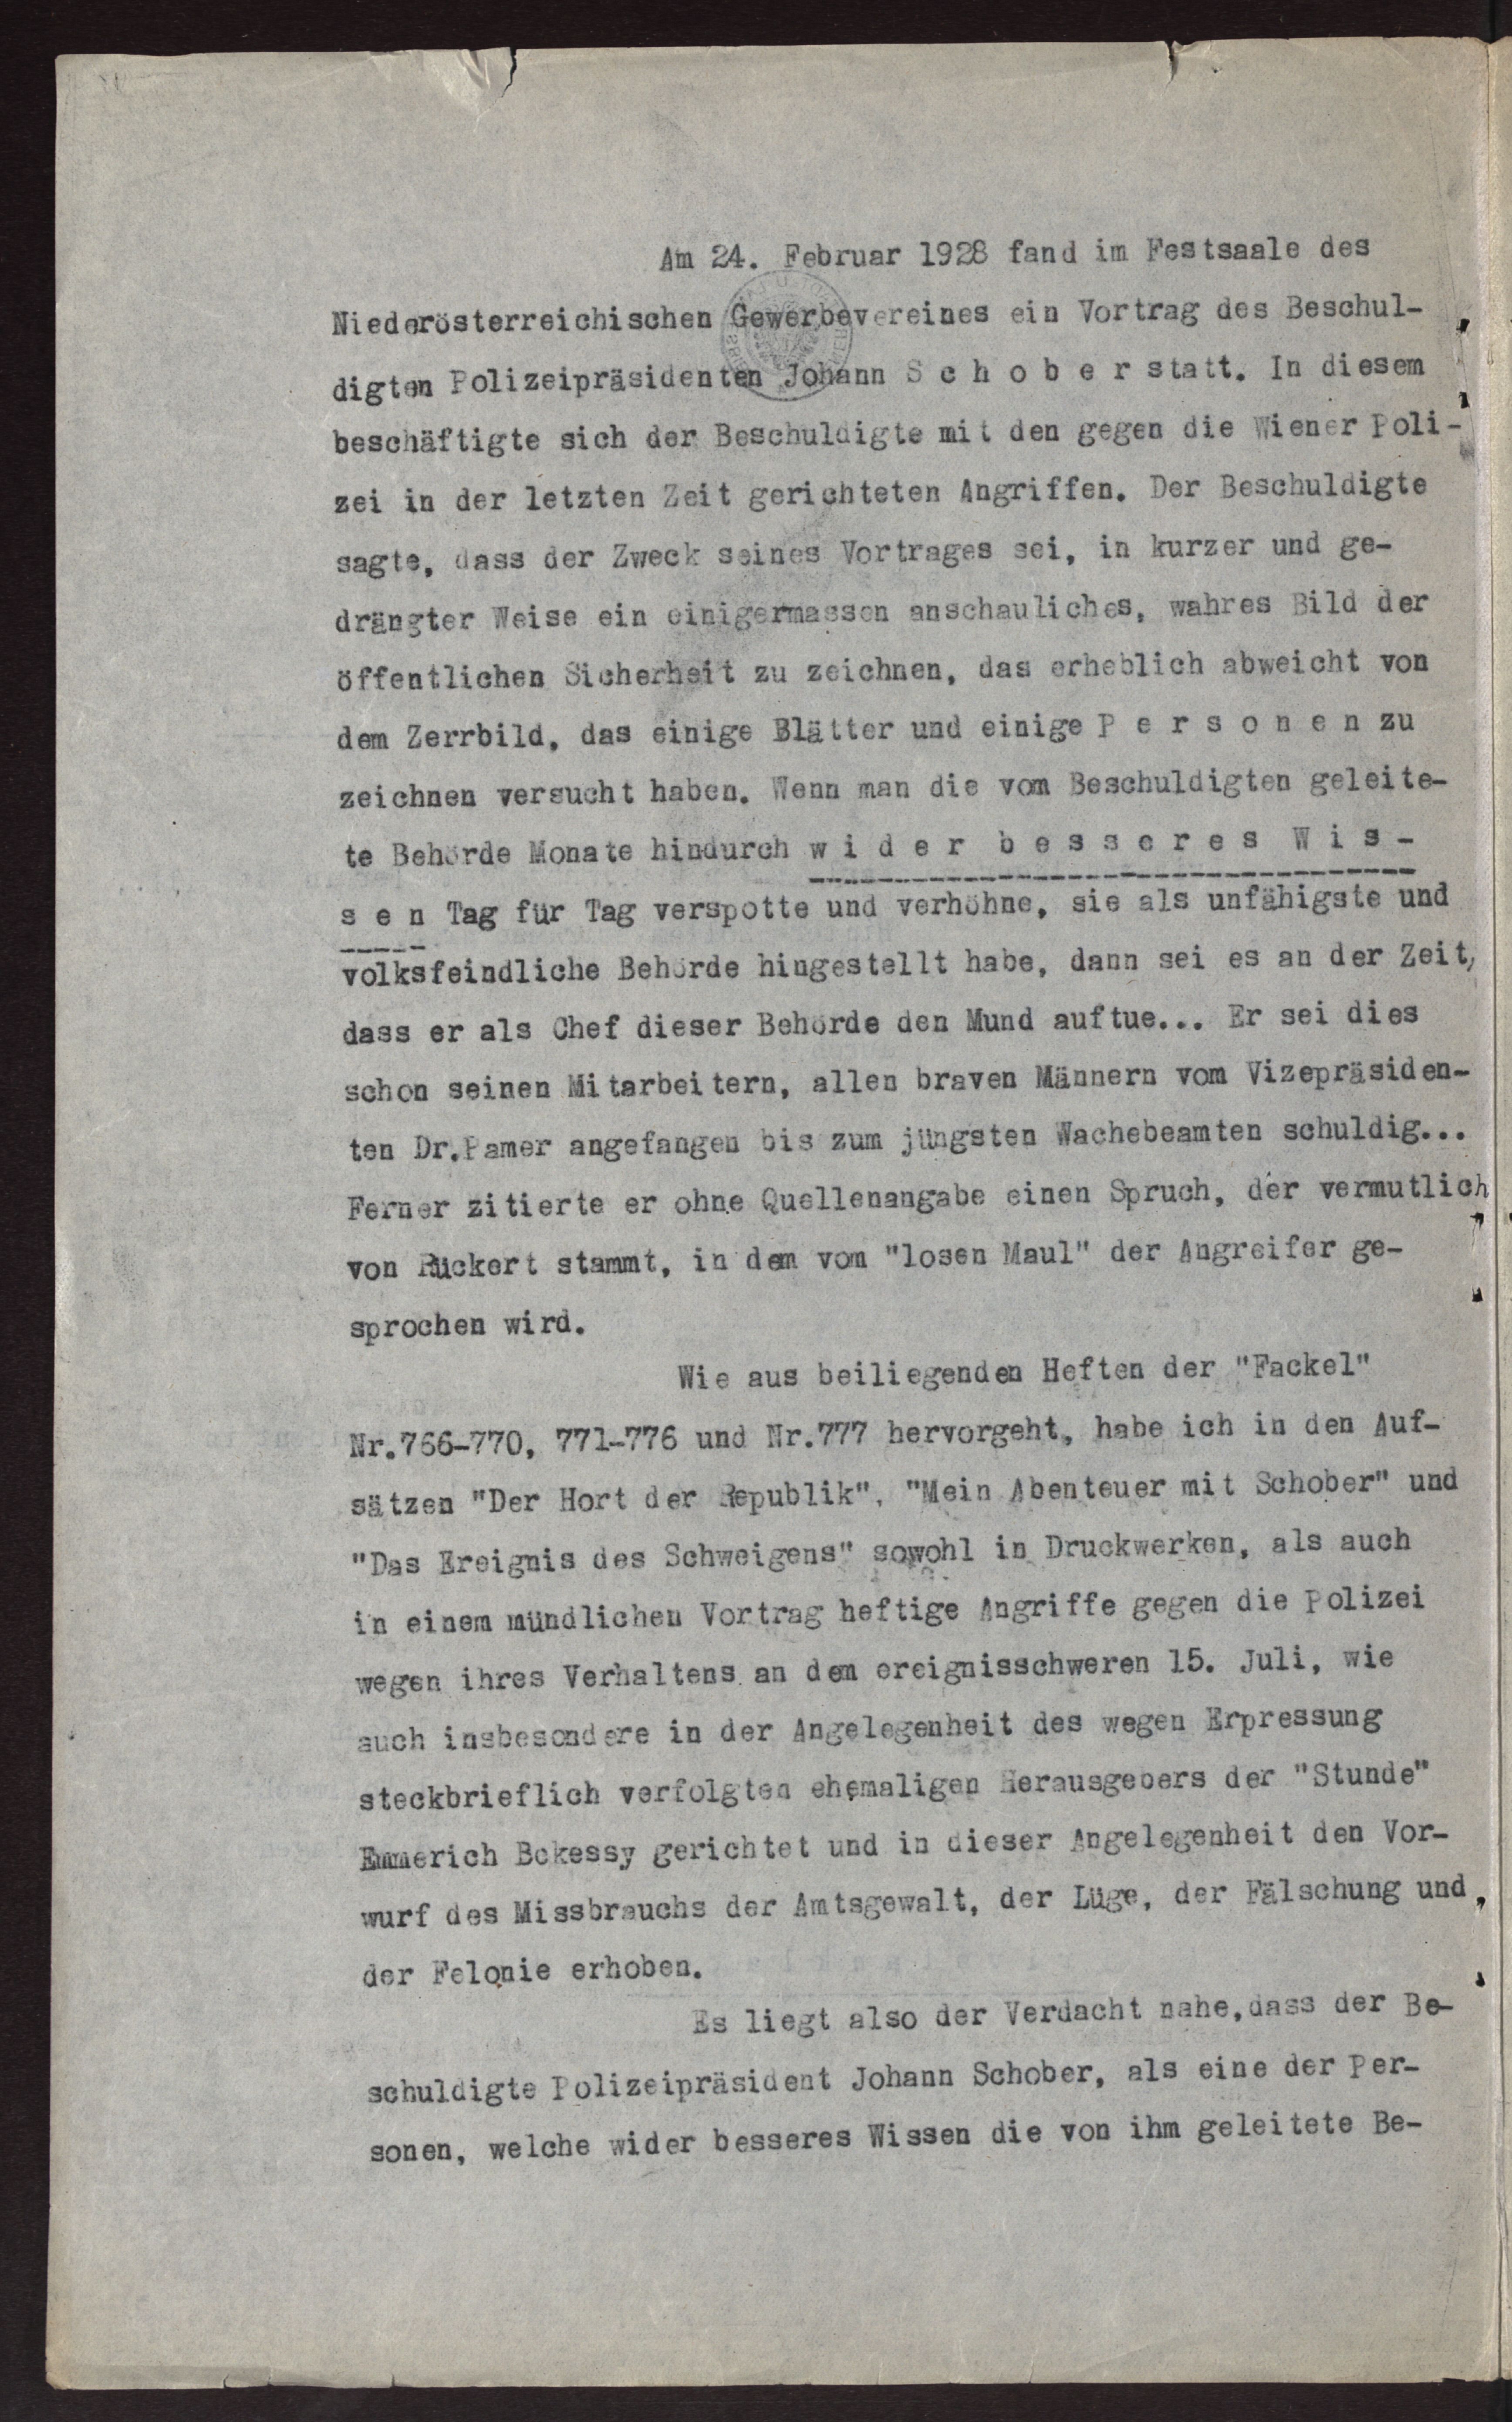 Am 24. Februar 1928 fand im Festsaale des
Niederösterreichischen Gewerbevereines ein Vortrag des Beschul-
digten Polizeipräsidenten Johann S c h o b e r statt. In diesem
beschäftigte sich der Beschuldigte mit den gegen die Wiener Poli-
zei in der letzten Zeit gerichteten Angriffen. Der Beschuldigte
sagte, dass der Zweck seines Vortrages sei, in kurzer und ge-
drängter Weise ein einigermassen anschauliches, wahres Bild der
öffentlichen Sicherheit zu zeichnen, das erheblich abweicht von
dem Zerrbild, das einige Blätter und einige P e r s o n e n zu
zeichnen versucht haben. Wenn man die vom Beschuldigten geleite-
te Behörde Monate hindurch w i d e r b e s s e r e s W i s -
s e n Tag für Tag verspotte und verhöhne, sie als unfähigste und
volksfeindliche Behörde hingestellt habe, dann sei es an der Zeit,
dass er als Chef dieser Behörde den Mund auftue... Er sei dies
schon seinen Mitarbeitern, allen braven Männern vom Vizepräsiden-
ten Dr.Pamer angefangen bis zum jüngsten Wachebeamten schuldig...
Ferner zitierte er ohne Quellenangabe einen Spruch, der vermutlich
von Rückert stammt, in dem vom "losen Maul" der Angreifer ge-
sprochen wird.
Wie aus beiliegenden Heften der "Fackel"
Nr.766-770, 771-776 und Nr.777 hervorgeht, habe ich in den Auf-
sätzen "Der Hort der Republik", "Mein Abenteuer mit Schober" und
"Das Ereignis des Schweigens" sowohl in Druckwerken, als auch
in einem mündlichen Vortrag heftige Angriffe gegen die Polizei
wegen ihres Verhaltens an dem ereignisschweren 15. Juli, wie
auch insbesondere in der Angelegenheit des wegen Erpressung
steckbrieflich verfolgten ehemaligen Herausgebers der "Stunde"
Emmerich Bekessy gerichtet und in dieser Angelegenheit den Vor-
wurf des Missbrauchs der Amtsgewalt, der Lüge, der Fälschung und
der Felonie erhoben.
Es liegt also der Verdacht nahe,dass der Be-
schuldigte Polizeipräsident Johann Schober, als eine der Per-
sonen, welche wider besseres Wissen die von ihm geleitete Be-